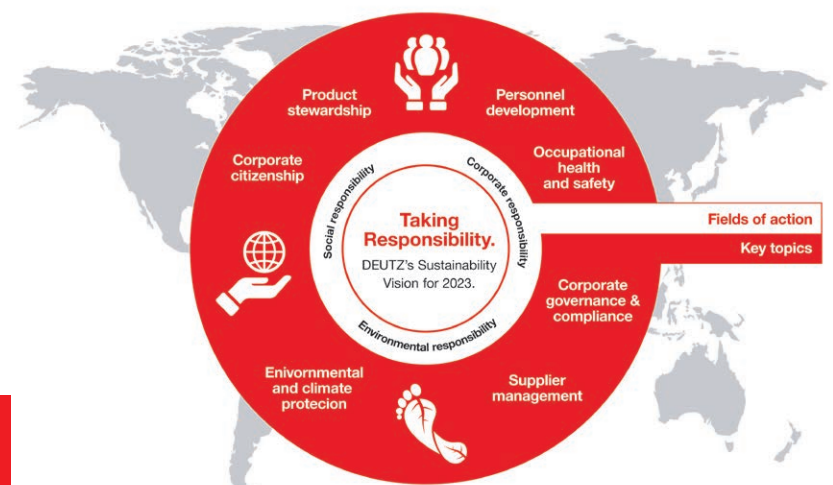 Product
stewardship
Personnel
development
Corporate
citizenship
Occupational
health
and safety
Social responsibility
Corporate responsibility
Taking
Responsibility.
DEUTZ's Sustainability
Vision for 2023.
Fields of action
Key topics
Corporate
governance &
compliance
Environmental responsibility
Enivornmental
and climate
protecion
Supplier
management